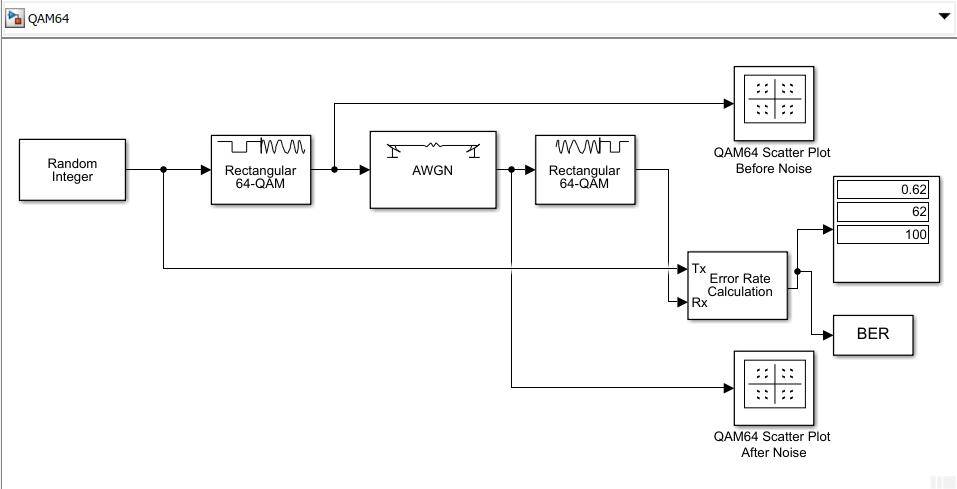 QAM64
Random
Integer
Rectangular
64-QAM
AWGN
Rectangular
64-QAM
QAM64 Scatter Plot
Before Noise
0.62
62
100
Tx
Error Rate
Calculation
Rx
BER
QAM64 Scatter Plot
After Noise